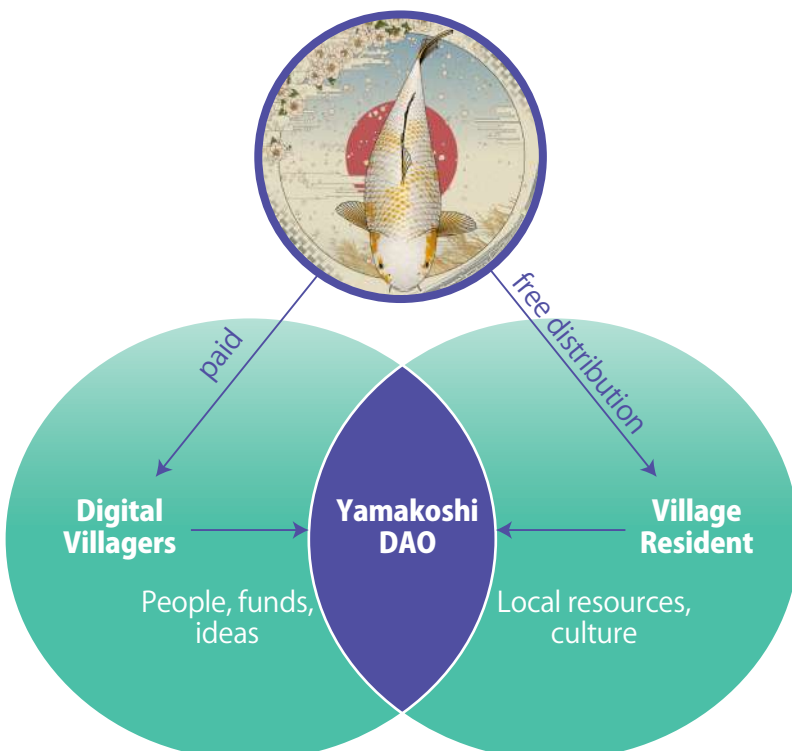 paid
free distribution
Digital
Villagers
Yamakoshi
DAO
Village
Resident
People, funds,
ideas
Local resources,
culture